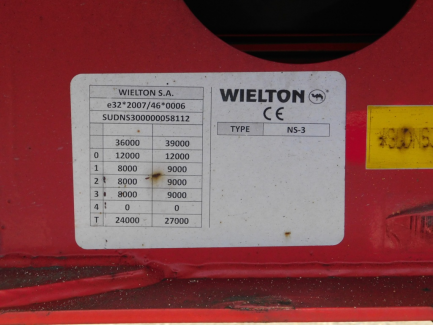 WIELTON S.A.
e32*2007/46*0006
SUDNS300000058112
36000 39000
0 12000 12000
1 8000 9000
2 8000 9000
3 8000 9000
4 0 0
T 24000 27000
WIELTON
CE
TYPE NS-3